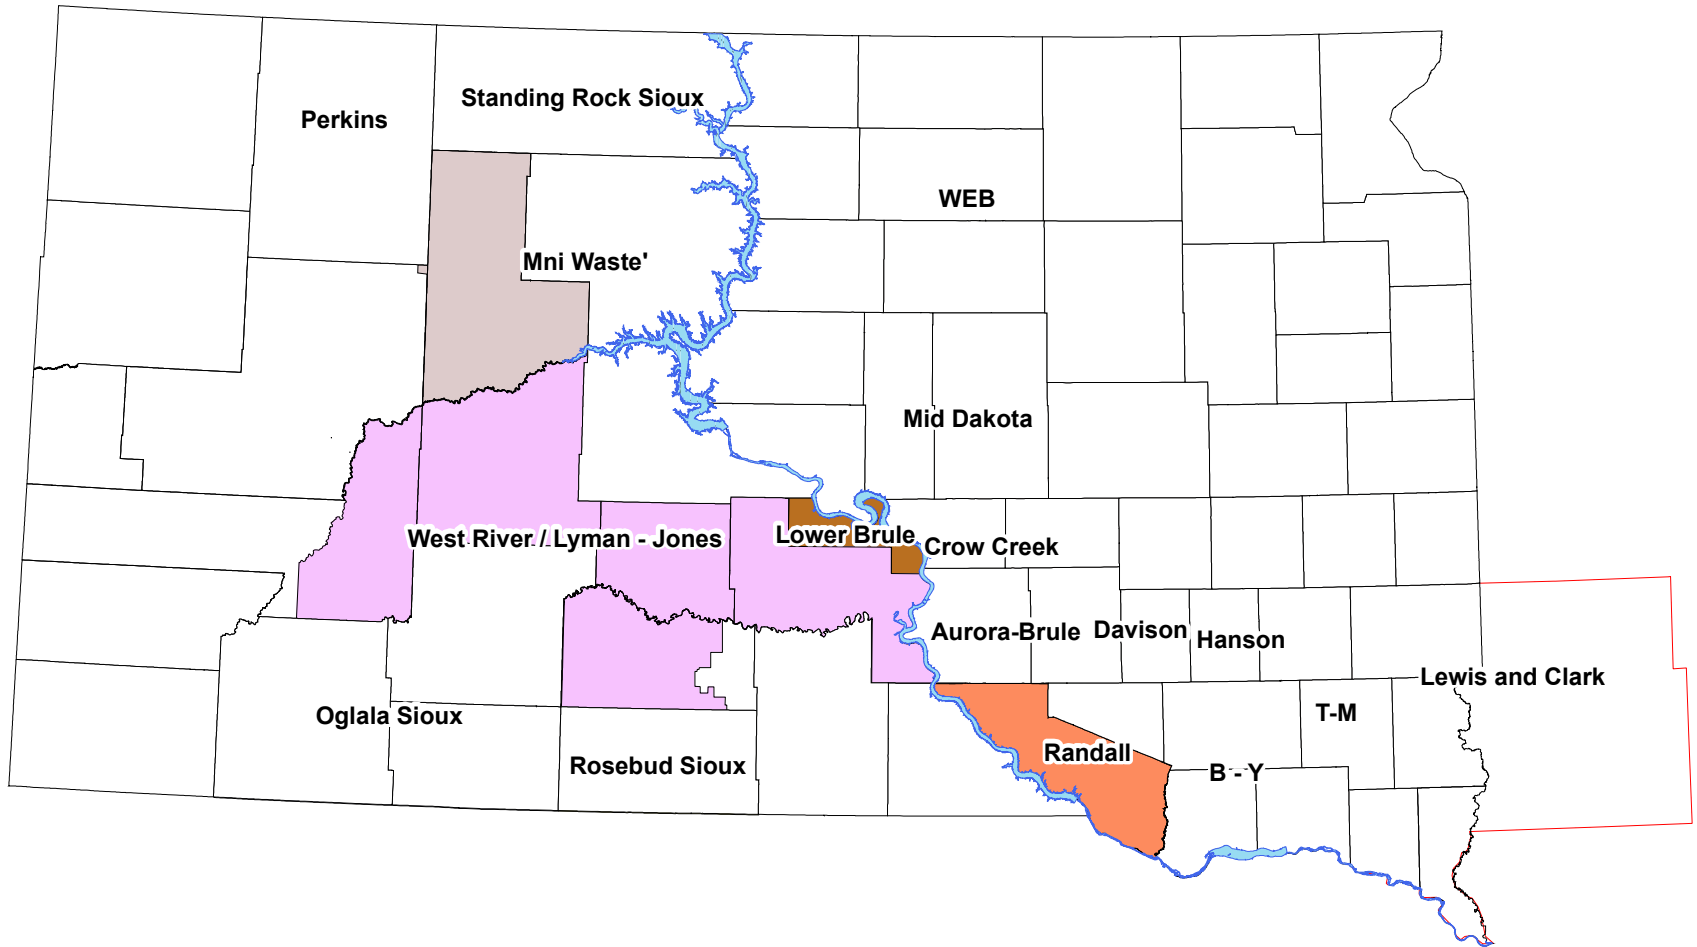 Standing Rock Sioux
Perkins
WEB
Mni Waste'
Mid Dakota
West River / Lyman - Jones
Lower Brule
Crow Creek
Aurora-Brule
Davison
Hanson
Lewis and Clark
Oglala Sioux
T-M
Randall
Rosebud Sioux
B - Y